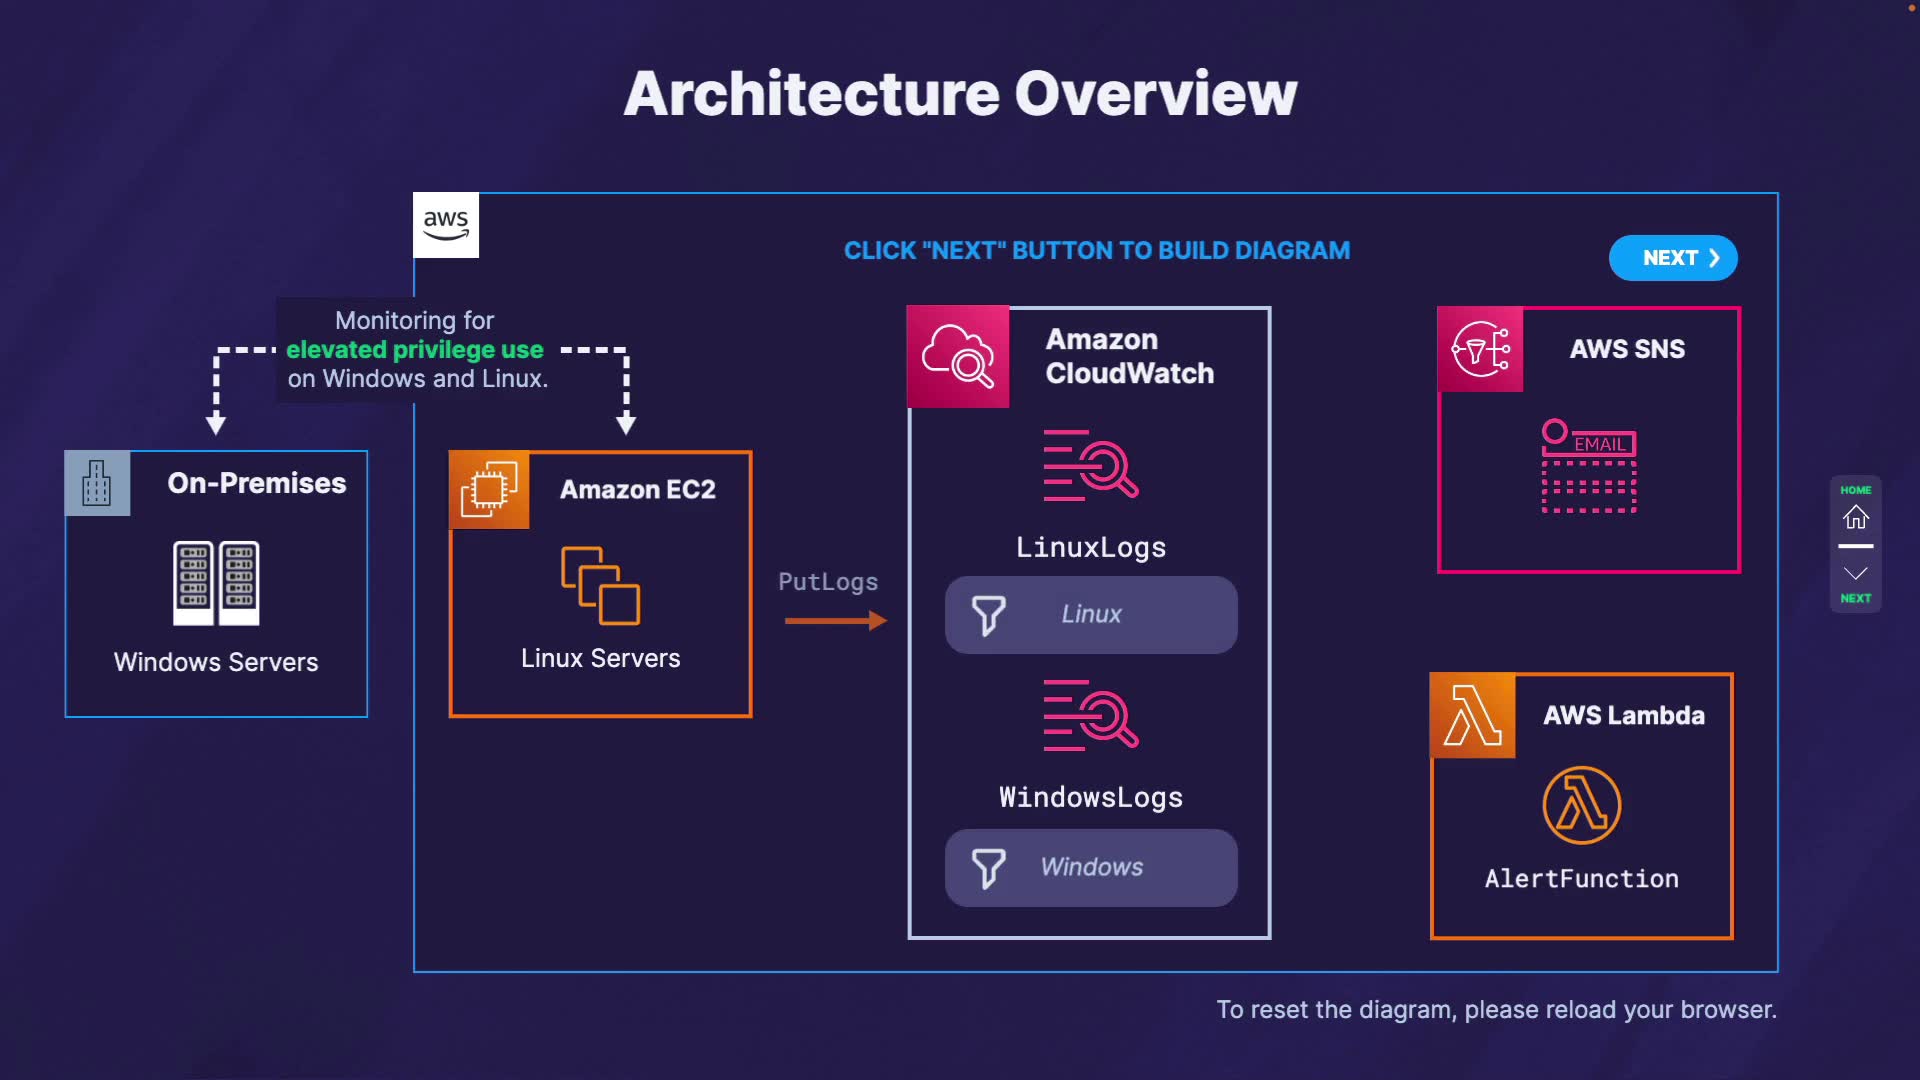 Architecture Overview
aws
CLICK "NEXT" BUTTON TO BUILD DIAGRAM
NEXT
Monitoring for
elevated privilege use
on Windows and Linux.
On-Premises
Windows Servers
Amazon EC2
Linux Servers
PutLogs
Amazon
CloudWatch
LinuxLogs
Linux
WindowsLogs
Windows
AWS SNS
EMAIL
AWS Lambda
AlertFunction
HOME
NEXT
To reset the diagram, please reload your browser.